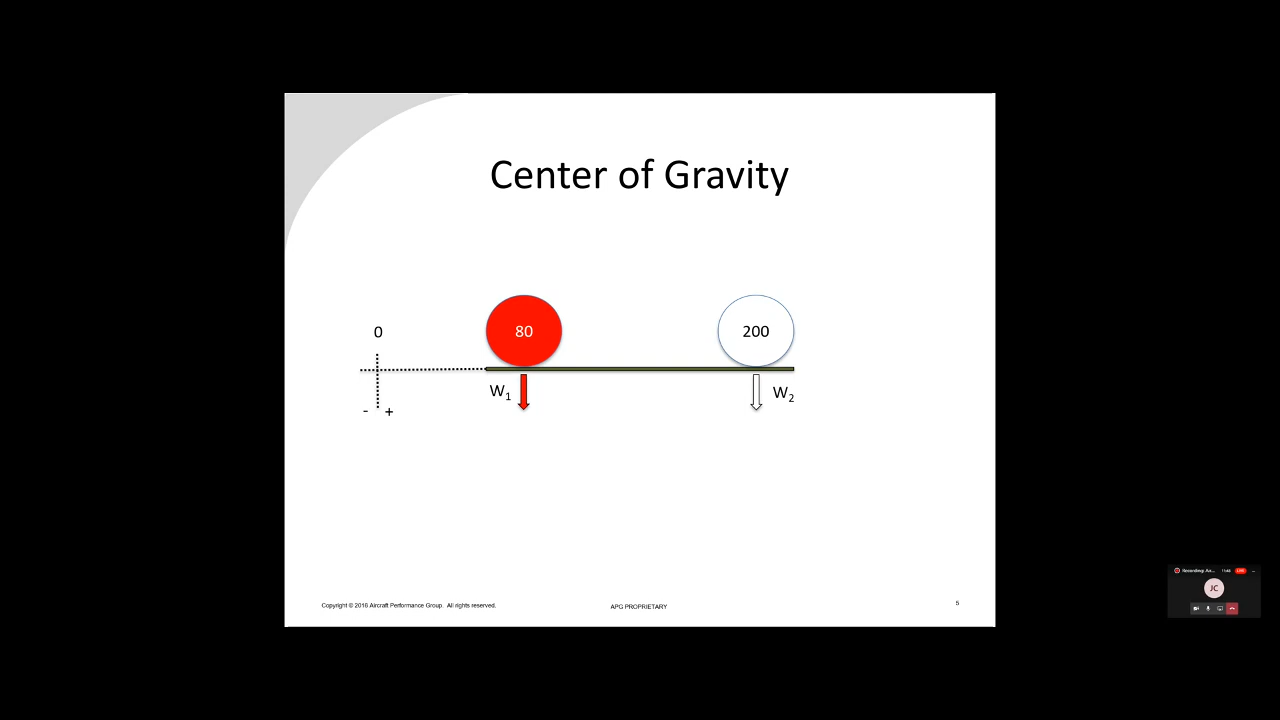 Center of Gravity
0
80
200
W₁
W₂
- +
Copyright © 2016 Aircraft Performance Group. All rights reserved.
APG PROPRIETARY
5
JC